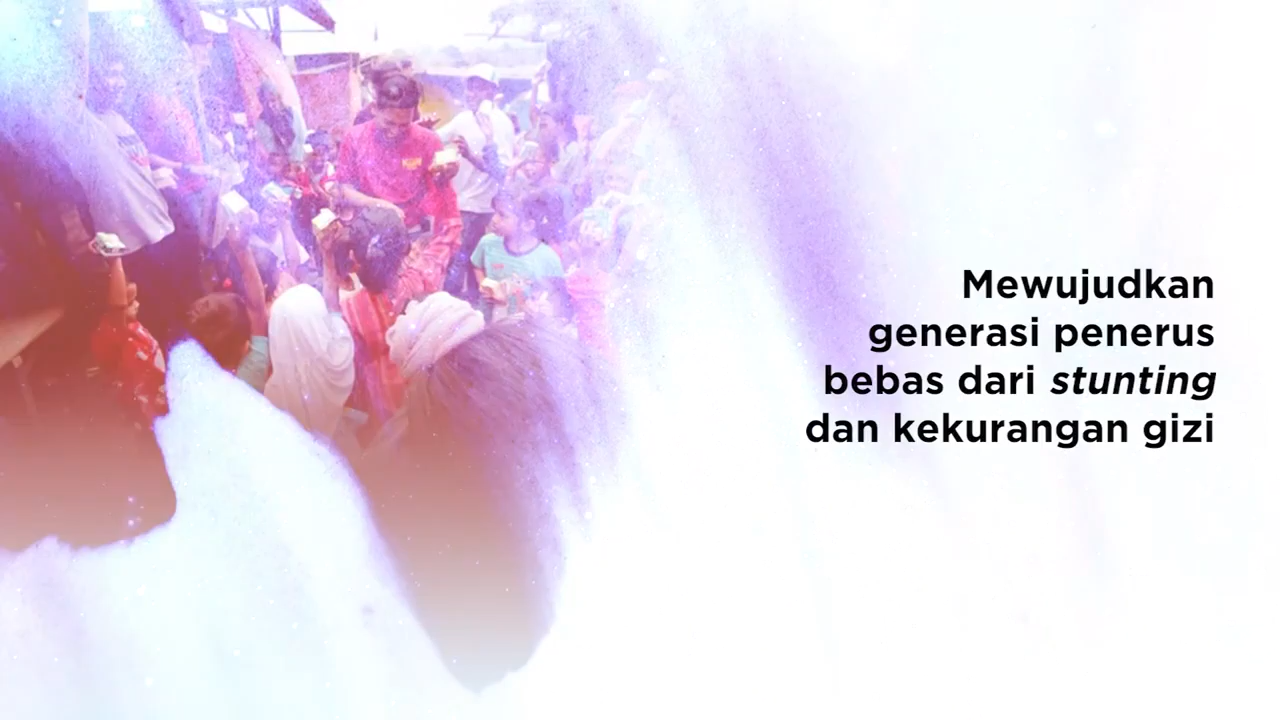 Mewujudkan
generasi penerus
bebas dari stunting
dan kekurangan gizi